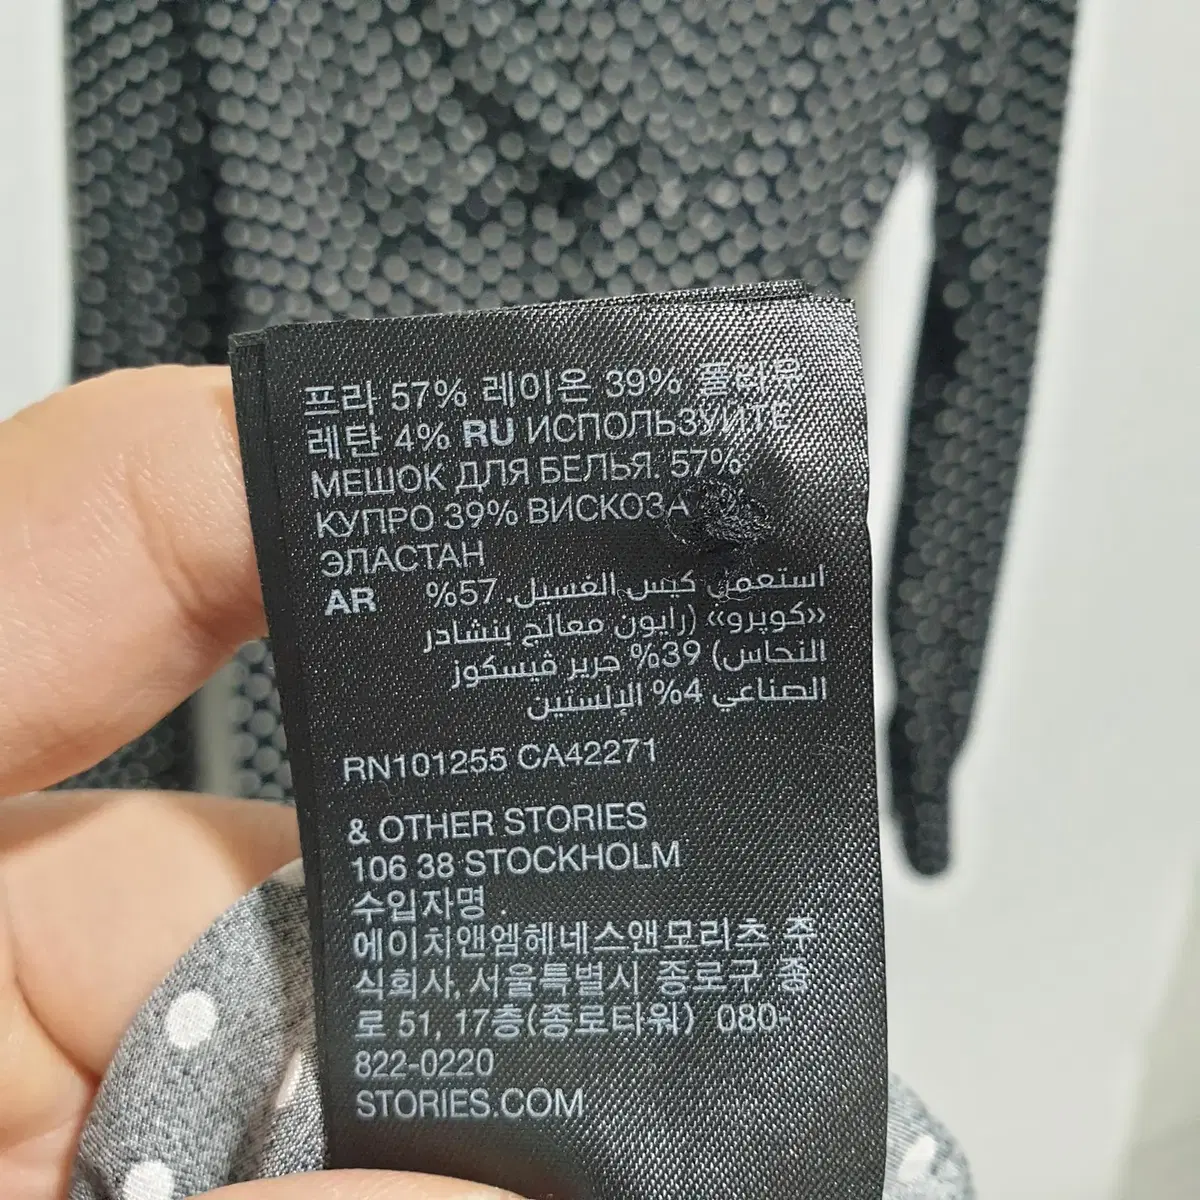 프리 57% 레이온 39% 폴리우
레탄 4% RU ИСПОЛЬЗУЙТЕ
МЕШОК ДЛЯ БЕЛЬЯ. 57%
КУПРО 39% ВИСКОЗА
ЭЛАСТАН
AR استعمل كيس الغسيل. 57%
«كوبرو» (رايون معالج بنشادر
النحاس) 39% حرير ڤيسكوز
الصناعي 4% الإلستين
RN101255 CA42271
& OTHER STORIES
106 38 STOCKHOLM
수입자명 .
에이치앤엠헤네스앤모리츠 주
식회사, 서울특별시 종로구 종
로 51, 17층(종로타워) 080-
822-0220
STORIES.COM